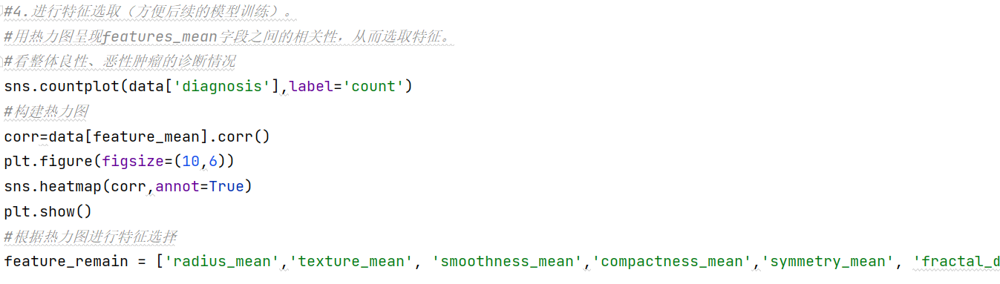 #4.进行特征选取（方便后续的模型训练）。
#用热力图呈现features_mean字段之间的相关性，从而选取特征。
#看整体良性、恶性肿瘤的诊断情况
sns.countplot(data['diagnosis'],label='count')
#构建热力图
corr=data[feature_mean].corr()
plt.figure(figsize=(10,6))
sns.heatmap(corr,annot=True)
plt.show()
#根据热力图进行特征选择
feature_remain = ['radius_mean','texture_mean', 'smoothness_mean','compactness_mean','symmetry_mean', 'fractal_d